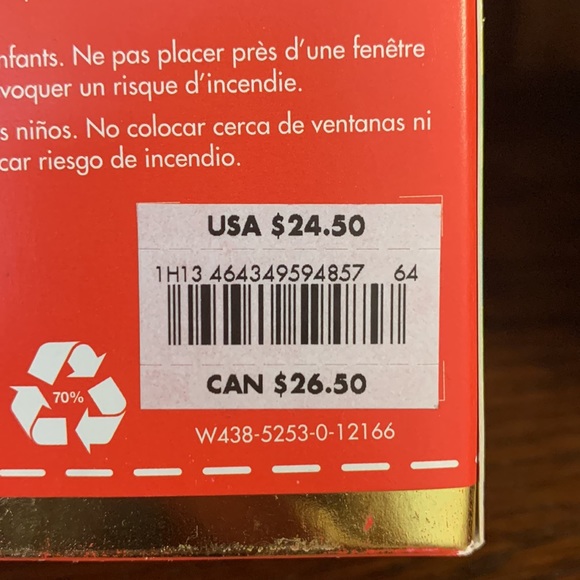 nfants. Ne pas placer près d'une fenêtre
voquer un risque d'incendie.
s niños. No colocar cerca de ventanas ni
car riesgo de incendio.
USA $24.50
1H13 464349594857 64
CAN $26.50
70%
W438-5253-0-12166